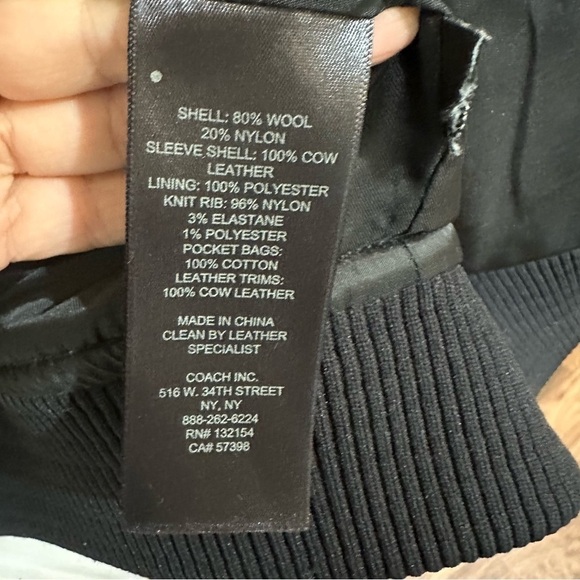 SHELL: 80% WOOL
20% NYLON
SLEEVE SHELL: 100% COW
LEATHER
LINING: 100% POLYESTER
KNIT RIB: 96% NYLON
3% ELASTANE
1% POLYESTER
POCKET BAGS:
100% COTTON
LEATHER TRIMS:
100% COW LEATHER
MADE IN CHINA
CLEAN BY LEATHER
SPECIALIST
COACH INC.
516 W. 34TH STREET
NY, NY
888-262-6224
RN# 132154
CA# 57398